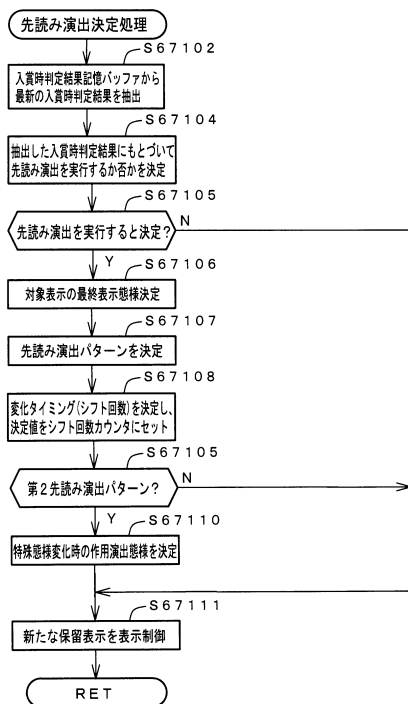 先読み演出決定処理
S67102
入賞時判定結果記憶バッファから
最新の入賞時判定結果を抽出
S67104
抽出した入賞時判定結果にもとづいて
先読み演出を実行するか否かを決定
S67105
先読み演出を実行すると決定?
N
Y
S67106
対象表示の最終表示態様決定
S67107
先読み演出パターンを決定
S67108
変化タイミング(シフト回数)を決定し、
決定値をシフト回数カウンタにセット
S67105
第2先読み演出パターン?
N
Y
S67110
特殊態様変化時の作用演出態様を決定
S67111
新たな保留表示を表示制御
RET